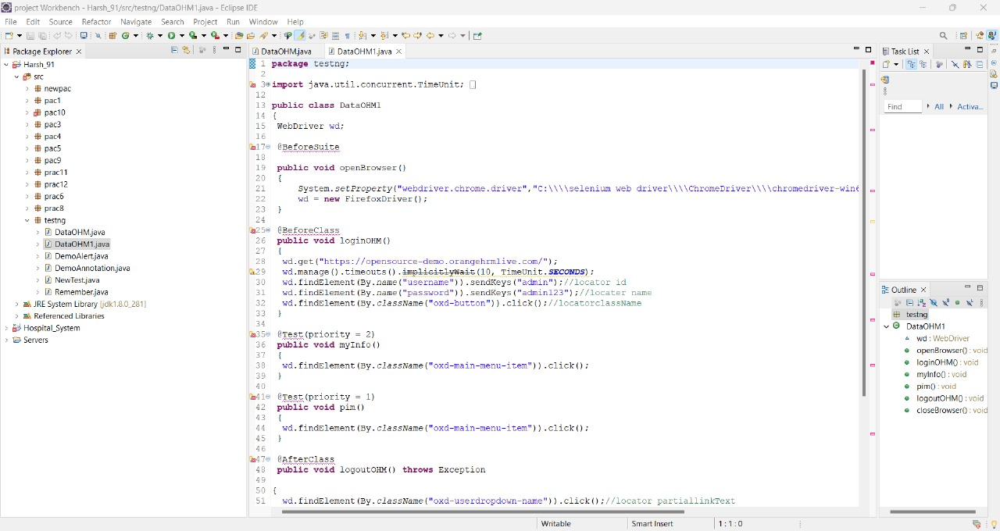 project Workbench - Harsh_91/src/testng/DataOHM1.java - Eclipse IDE
File Edit Source Refactor Navigate Search Project Run Window Help
Package Explorer
Harsh_91
src
newpac
pac1
pac10
pac3
pac4
pac5
pac9
prac11
prac12
prac6
prac8
testng
DataOHM.java
DataOHM1.java
DemoAlert.java
DemoAnnotation.java
NewTest.java
Remember.java
JRE System Library [jdk1.8.0_281]
Referenced Libraries
Hospital_System
Servers
DataOHM.java DataOHM1.java
1 package testng;
2
3 import java.util.concurrent.TimeUnit;
12
13 public class DataOHM1
14 {
15 WebDriver wd;
16
17 @BeforeSuite
18
19 public void openBrowser()
20 {
21 System.setProperty("webdriver.chrome.driver","C:\\\\selenium web driver\\\\ChromeDriver\\\\chromedriver-win6
22 wd = new FirefoxDriver();
23 }
24
25 @BeforeClass
26 public void loginOHM()
27 {
28 wd.get("https://opensource-demo.orangehrmlive.com/");
29 wd.manage().timeouts().implicitlyWait(10, TimeUnit.SECONDS);
30 wd.findElement(By.name("username")).sendKeys("admin");//locator id
31 wd.findElement(By.name("password")).sendKeys("admin123");//locater name
32 wd.findElement(By.className("oxd-button")).click();//locatorclassName
33 }
34
35 @Test(priority = 2)
36 public void myInfo()
37 {
38 wd.findElement(By.className("oxd-main-menu-item")).click();
39 }
40
41 @Test(priority = 1)
42 public void pim()
43 {
44 wd.findElement(By.className("oxd-main-menu-item")).click();
45 }
46
47 @AfterClass
48 public void logoutOHM() throws Exception
49
50 {
51 wd.findElement(By.className("oxd-userdropdown-name")).click();//locator partiallinkText
Task List
Find All Activa...
Outline
testng
DataOHM1
wd : WebDriver
openBrowser() : void
loginOHM() : void
myInfo() : void
pim() : void
logoutOHM() : void
closeBrowser() : void
Writable Smart Insert 1 : 1 : 0